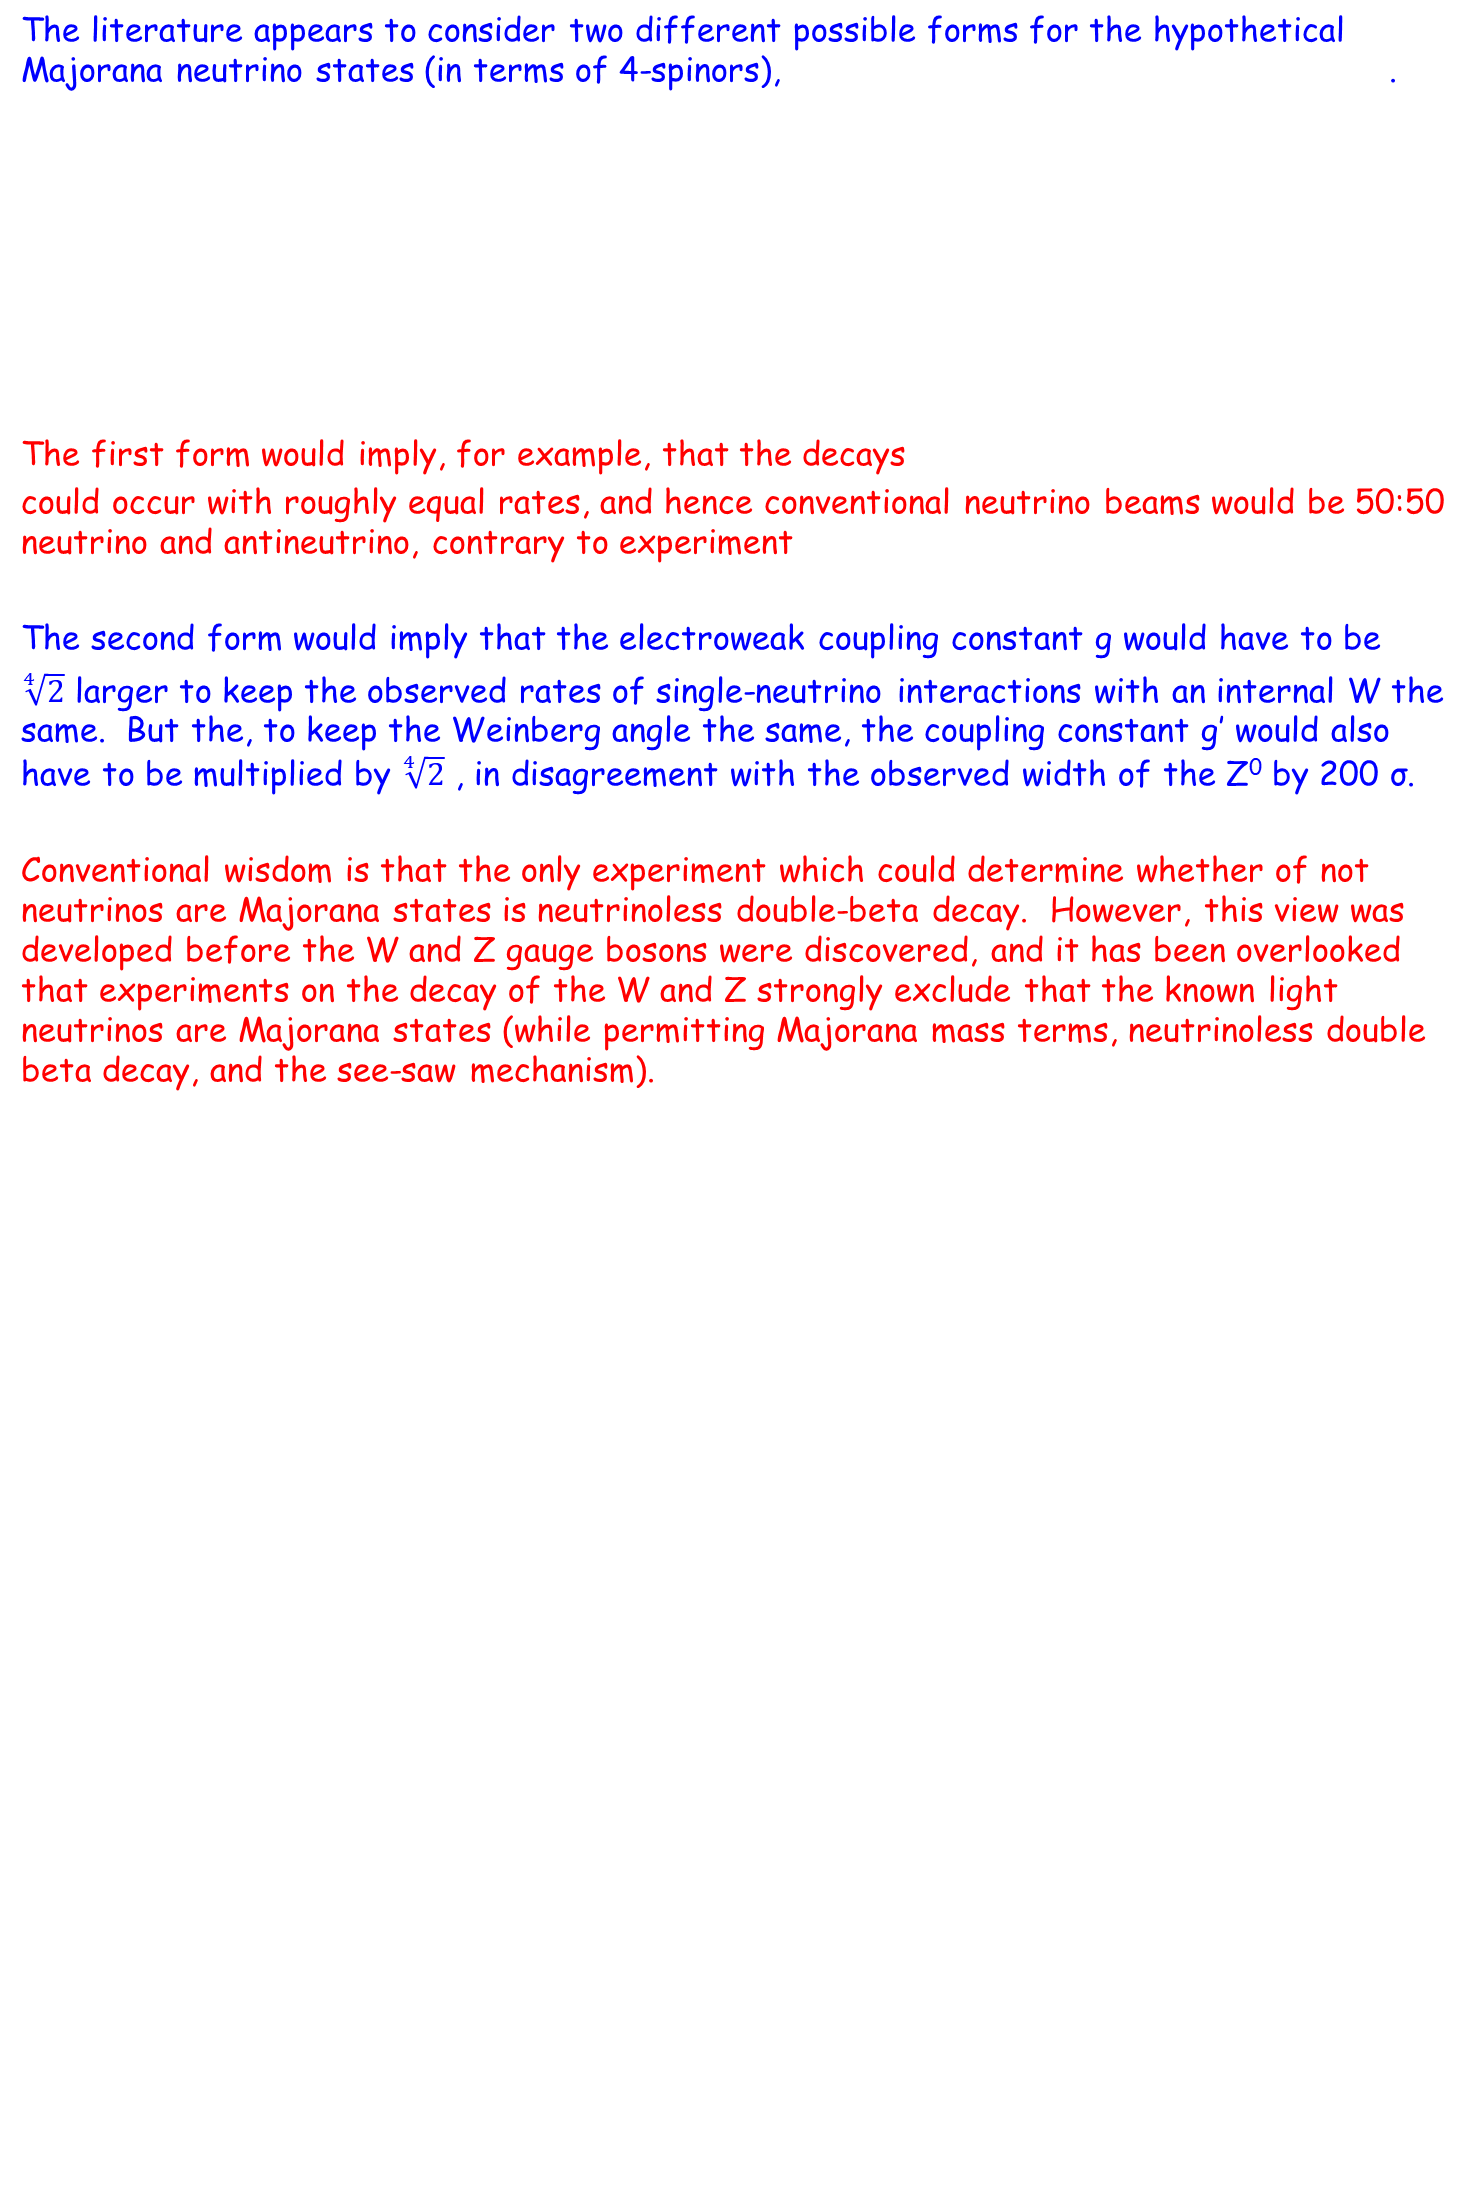 The literature appears to consider two different possible forms for the hypothetical
Majorana neutrino states (in terms of 4-spinors), .
The first form would imply, for example, that the decays
could occur with roughly equal rates, and hence conventional neutrino beams would be 50:50
neutrino and antineutrino, contrary to experiment
The second form would imply that the electroweak coupling constant g would have to be
∜2 larger to keep the observed rates of single-neutrino interactions with an internal W the
same. But the, to keep the Weinberg angle the same, the coupling constant g′ would also
have to be multiplied by ∜2 , in disagreement with the observed width of the Z⁰ by 200 σ.
Conventional wisdom is that the only experiment which could determine whether of not
neutrinos are Majorana states is neutrinoless double-beta decay. However, this view was
developed before the W and Z gauge bosons were discovered, and it has been overlooked
that experiments on the decay of the W and Z strongly exclude that the known light
neutrinos are Majorana states (while permitting Majorana mass terms, neutrinoless double
beta decay, and the see-saw mechanism).